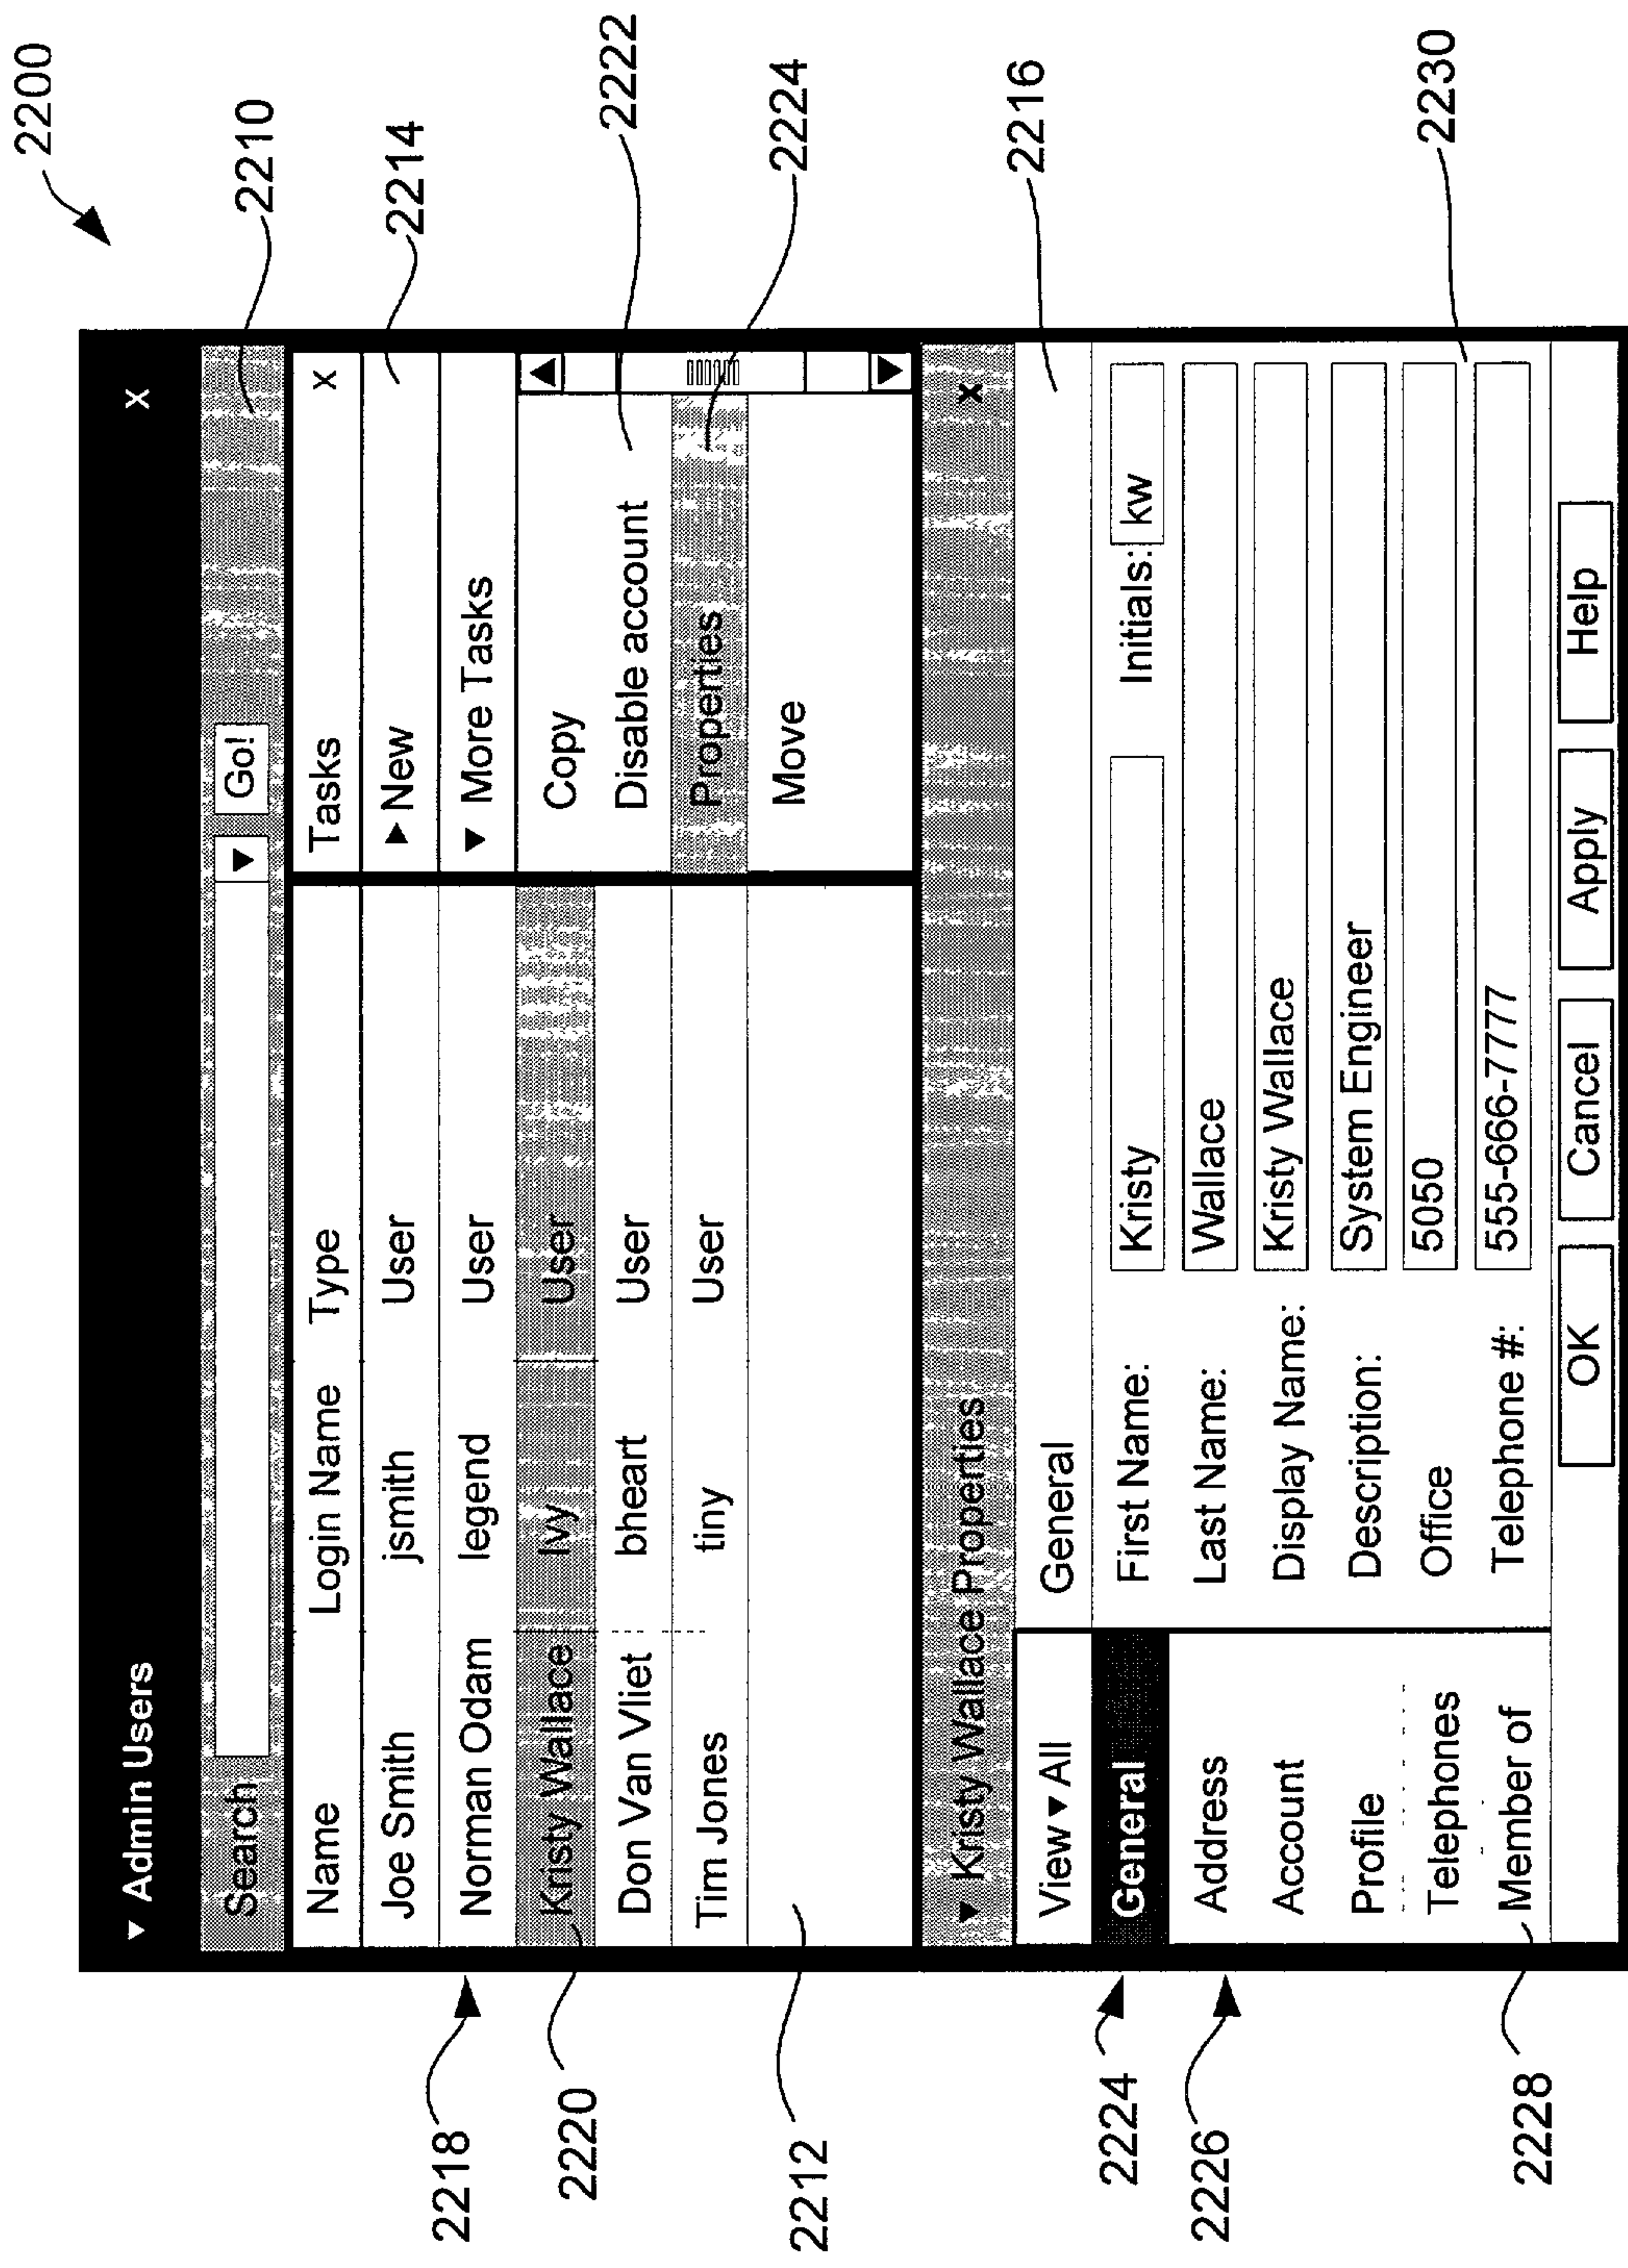 2200
▼ Admin Users X
2210
Search ▼ Go!
Name Login Name Type Tasks X
2214
Joe Smith jsmith User ▶ New
2218
Norman Odam legend User ▼ More Tasks
2220
Kristy Wallace Ivy User Copy
2222
Don Van Vliet bheart User Disable account
Tim Jones tiny User Properties
2224
2212
Move
▼ Kristy Wallace Properties X
View ▼ All General
2216
2224
General First Name: Kristy Initials: kw
2226
Address Last Name: Wallace
Account Display Name: Kristy Wallace
Profile Description: System Engineer
Telephones Office 5050
2230
2228
Member of Telephone #: 555-666-7777
OK Cancel Apply Help